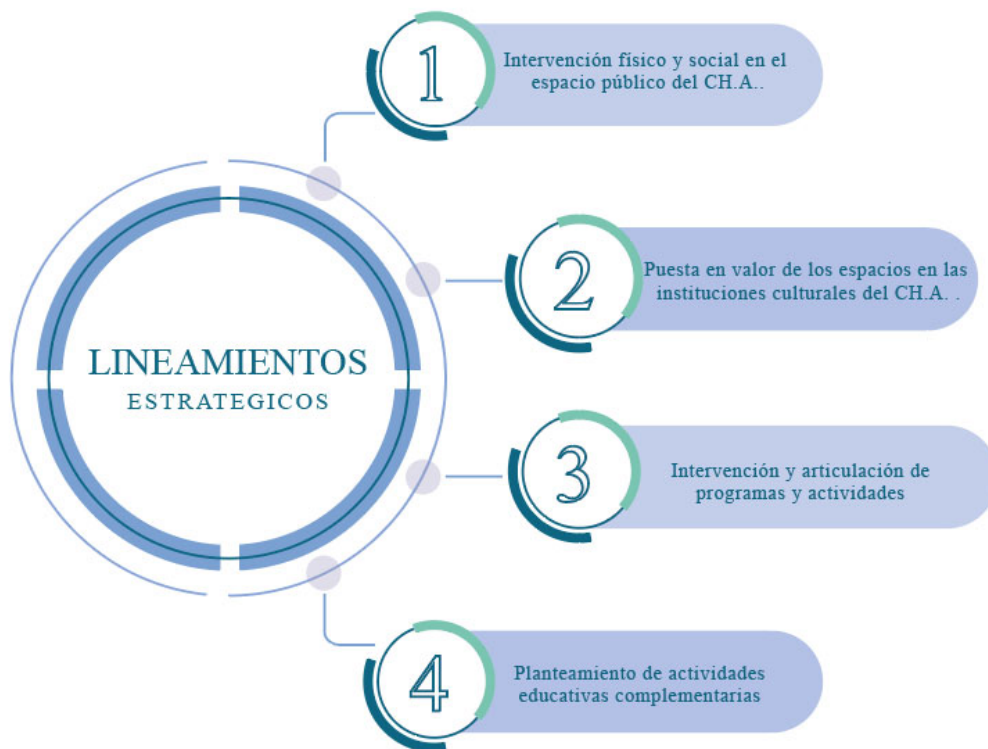 LINEAMIENTOS
ESTRATEGICOS
1
Intervención físico y social en el
espacio público del CH.A..
2
Puesta en valor de los espacios en las
instituciones culturales del CH.A. .
3
Intervención y articulación de
programas y actividades
4
Planteamiento de actividades
educativas complementarias